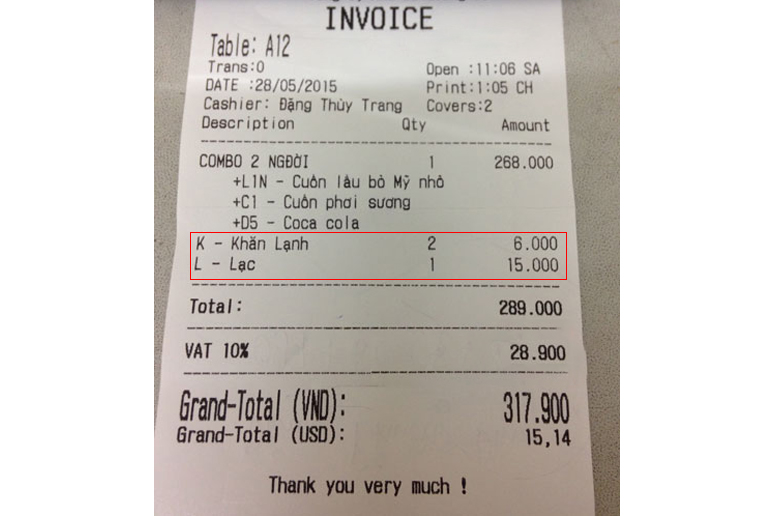 INVOICE
Table: A12
Trans:0 Open :11:06 SA
DATE :28/05/2015 Print:1:05 CH
Cashier: Đặng Thùy Trang Covers:2
Description Qty Amount
COMBO 2 NGĐỜI 1 268.000
+L1N - Cuốn lẩu bò Mỹ nhỏ
+C1 - Cuốn phơi sương
+D5 - Coca cola
K - Khăn Lạnh 2 6.000
L - Lạc 1 15.000
Total: 289.000
VAT 10% 28.900
Grand-Total (VND): 317.900
Grand-Total (USD): 15,14
Thank you very much !